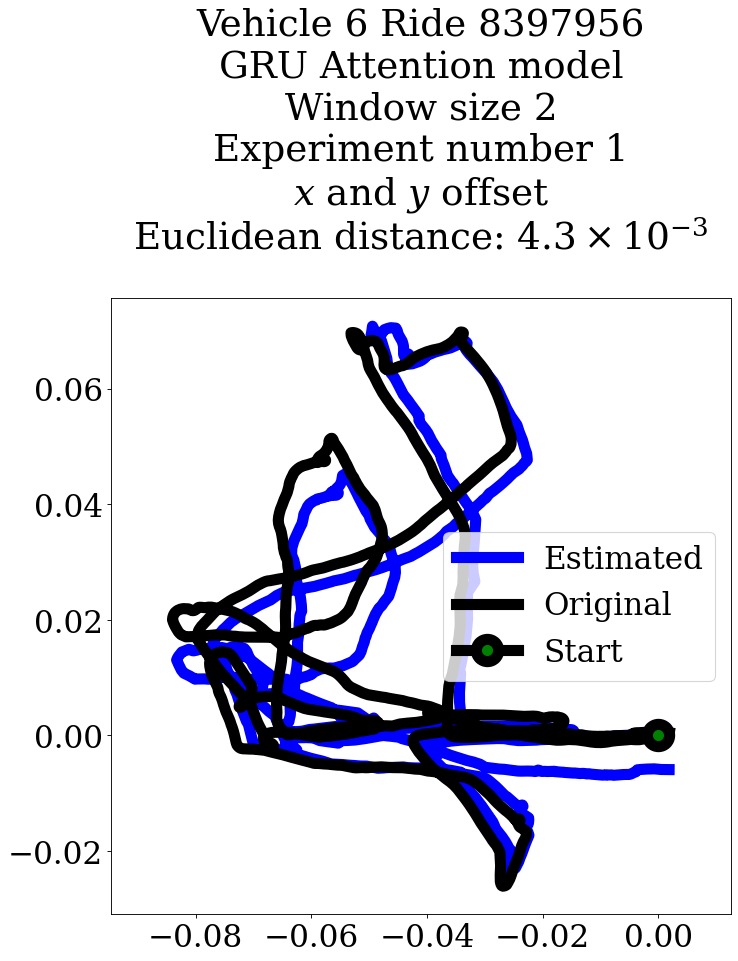 Vehicle 6 Ride 8397956
GRU Attention model
Window size 2
Experiment number 1
x and y offset
Euclidean distance: 4.3 × 10⁻³
0.06
0.04
0.02
0.00
−0.02
Estimated
Original
Start
−0.08 −0.06 −0.04 −0.02 0.00